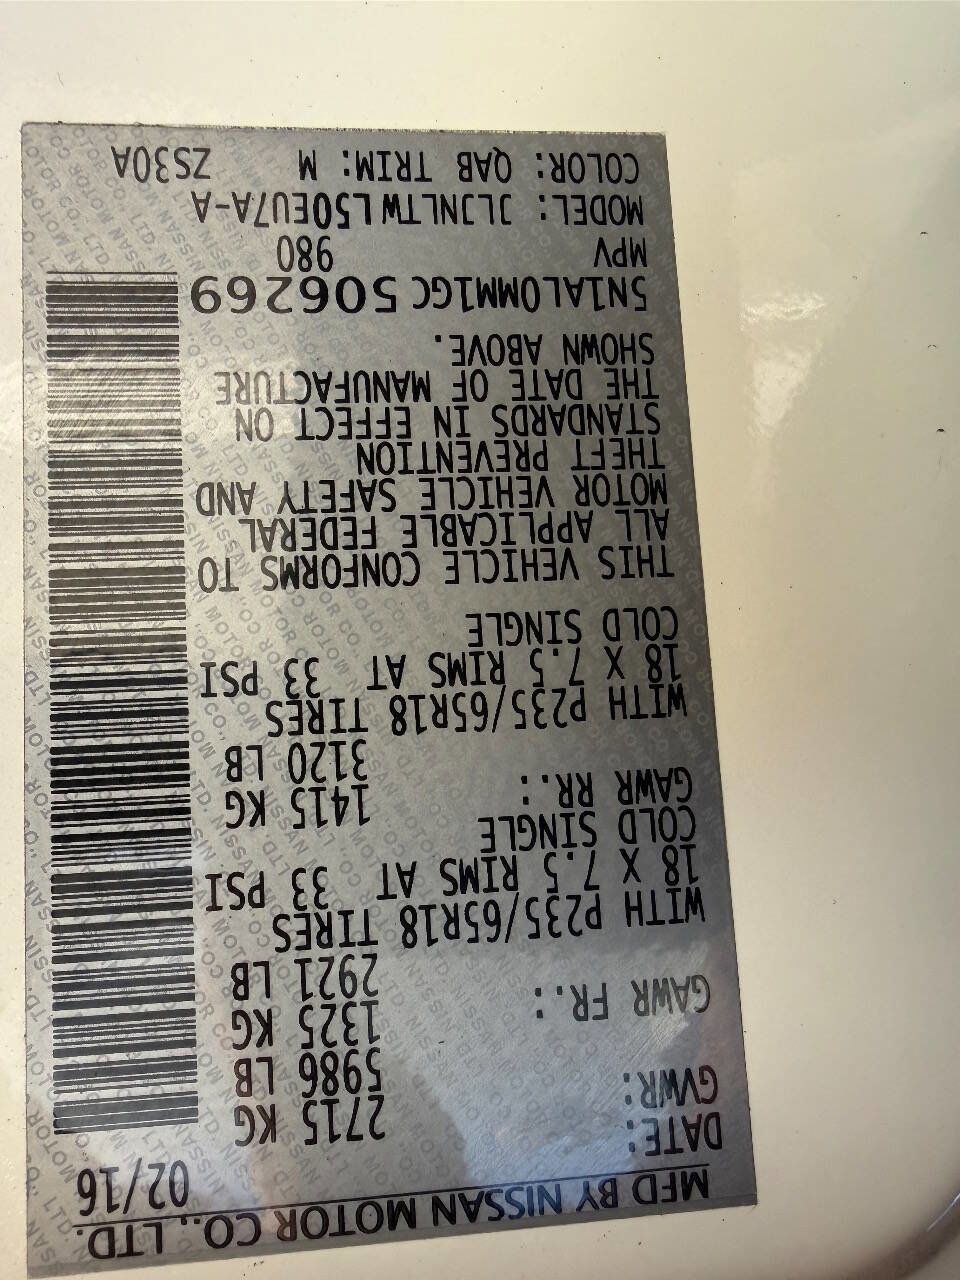 MFD BY NISSAN MOTOR CO., LTD.
DATE: 02/16
GVWR: 2715 KG
5986 LB
GAWR FR.: 1325 KG
2921 LB
WITH P235/65R18 TIRES
18 X 7.5 RIMS AT 33 PSI
COLD SINGLE
GAWR RR.: 1415 KG
3120 LB
WITH P235/65R18 TIRES
18 X 7.5 RIMS AT 33 PSI
COLD SINGLE
THIS VEHICLE CONFORMS TO
ALL APPLICABLE FEDERAL
MOTOR VEHICLE SAFETY AND
THEFT PREVENTION
STANDARDS IN EFFECT ON
THE DATE OF MANUFACTURE
SHOWN ABOVE.
5N1AL0MM1GC506269
MPV 980
MODEL: JLJNLTWL50EU7A-A
COLOR: QAB TRIM: M ZS30A